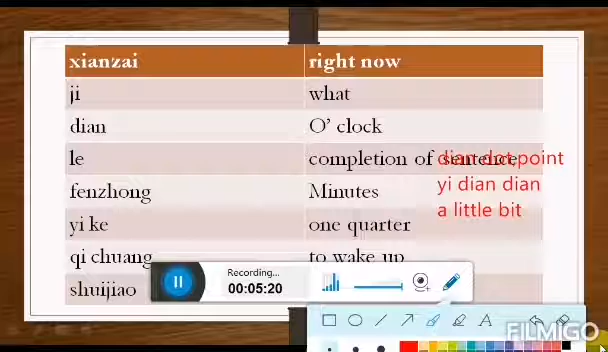 xianzai right now
ji what
dian O' clock
le completion of sentence
dian dot point
fenzhong Minutes
yi dian dian
a little bit
yi ke one quarter
qi chuang to wake up
shuijiao
Recording...
00:05:20
A
FILMIGO